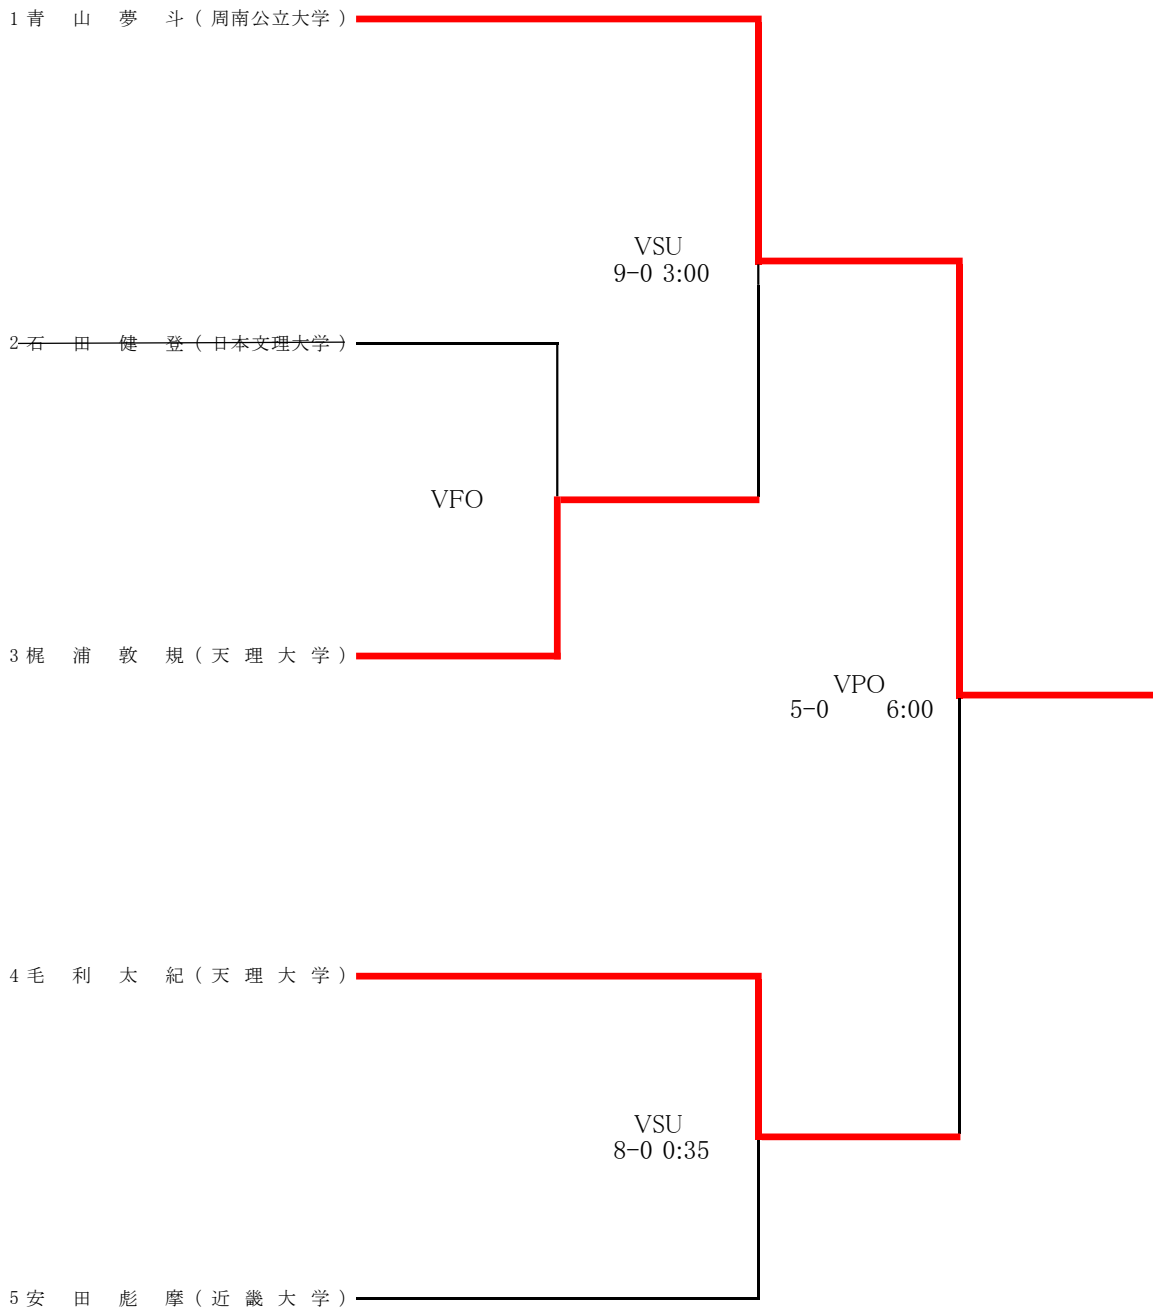 1 青 山 夢 斗 ( 周南公立大学 )
VSU
9-0 3:00
2 石 田 健 登 ( 日本文理大学 )
VFO
3 梶 浦 敦 規 ( 天 理 大 学 )
VPO
5-0 6:00
4 毛 利 太 紀 ( 天 理 大 学 )
VSU
8-0 0:35
5 安 田 彪 摩 ( 近 畿 大 学 )